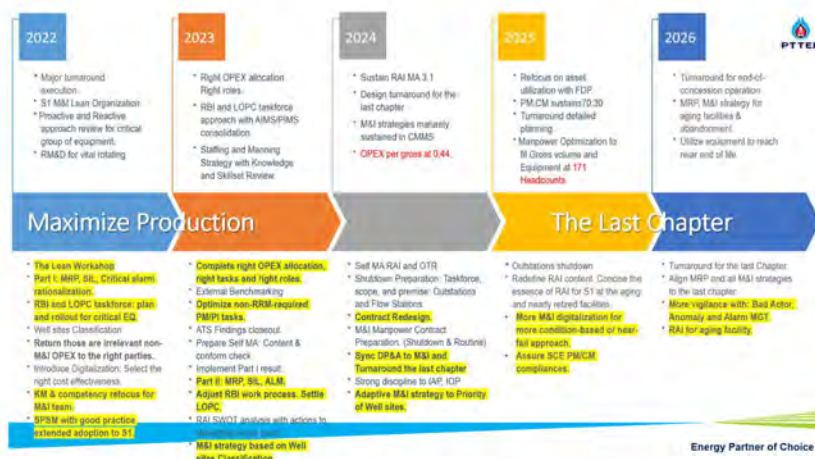 2022
2023
2024
2025
2026
PTTEP
• Major turnaround
execution.
• S1 M&I Lean Organization
• Proactive and Reactive
approach review for critical
group of equipment.
• RM&D for vital rotating
• Right OPEX allocation
Right roles.
• RBI and LOPC taskforce
approach with AIMS/PIMS
consolidation.
• Staffing and Manning
Strategy with Knowledge
and Skillset Review.
• Sustain RAI MA 3.1
• Design turnaround for the
last chapter
• M&I strategies maturely
sustained in CMMS
• OPEX per gross at 0.44.
• Refocus on asset
utilization with FDP.
• PM:CM sustains70:30
• Turnaround detailed
planning.
• Manpower Optimization to
fit Gross volume and
Equipment at 171
Headcounts.
• Turnaround for end-of-
concession operation
• MRP, M&I strategy for
aging facilities &
abandonment.
• Utilize equipment to reach
near end of life.
Maximize Production
The Last Chapter
• The Lean Workshop
• Part I: MRP, SIL, Critical alarm
rationalization.
• RBI and LOPC taskforce: plan
and rollout for critical EQ.
• Well sites Classification
• Return those are irrelevant non-
M&I OPEX to the right parties.
• Introduce Digitalization: Select the
right cost effectiveness.
• KM & competency refocus for
M&I team.
• SPSM with good practice
extended adoption to S1.
• Complete right OPEX allocation,
right tasks and right roles.
• External Benchmarking
• Optimize non-RRM-required
PM/PI tasks.
• ATS Findings closeout.
• Prepare Self MA: Content &
conform check
• Implement Part I result.
• Part II: MRP, SIL, ALM.
• Adjust RBI work process. Settle
LOPC.
• RAI SWOT analysis with actions to
• M&I strategy based on Well
sites Classification
• Self MA RAI and OTR
• Shutdown Preparation: Taskforce,
scope, and premise: Outstations
and Flow Stations
• Contract Redesign.
• M&I Manpower Contract
Preparation. (Shutdown & Routine)
• Sync DP&A to M&I and
Turnaround the last chapter
• Strong discipline to IAP, IOP
• Adaptive M&I strategy to Priority
of Well sites.
• Outstations shutdown
• Redefine RAI content. Concise the
essence of RAI for S1 at the aging
and nearly retired facilities.
• More M&I digitalization for
more condition-based or near-
fail approach.
• Assure SCE PM/CM
compliances.
• Turnaround for the last Chapter.
• Align MRP and all M&I strategies
to the last chapter.
• More vigilance with: Bad Actor,
Anomaly and Alarm MGT.
• RAI for aging facility.
Energy Partner of Choice